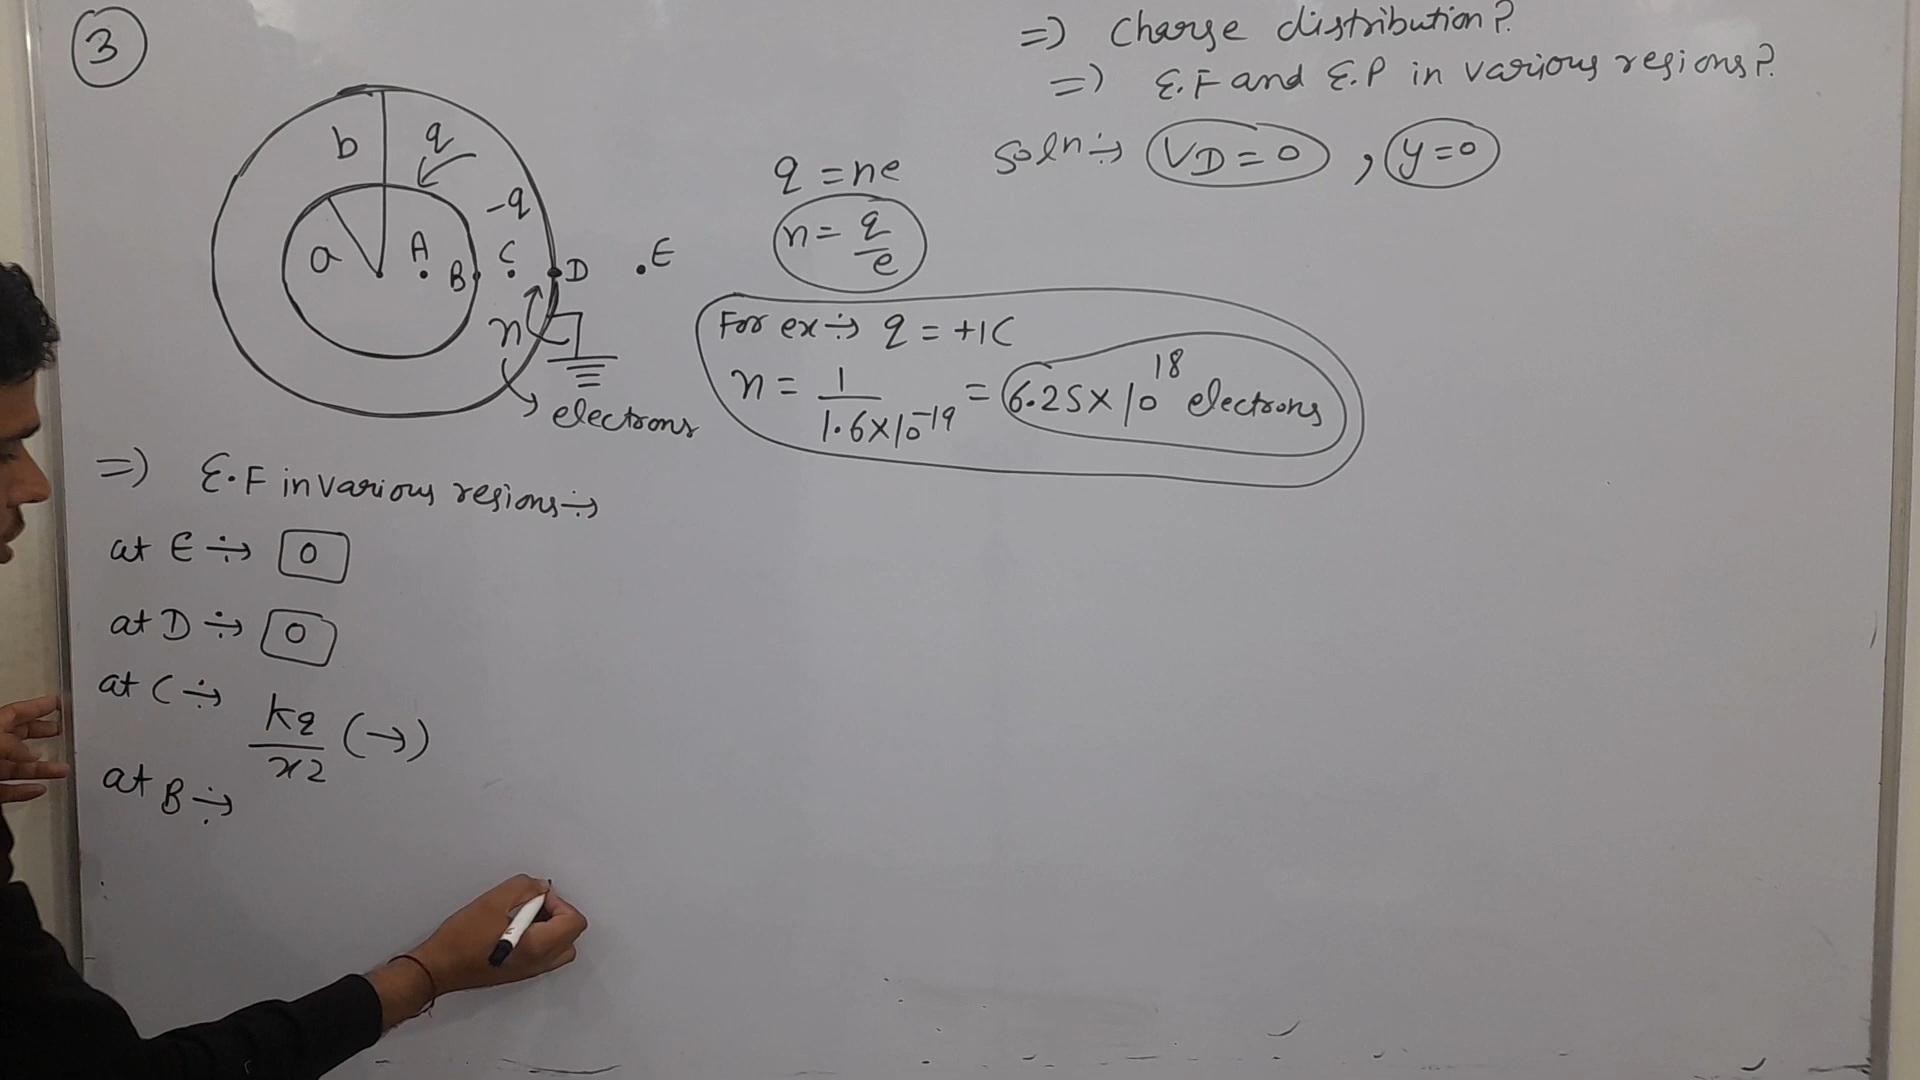 3
=> Charge distribution?
=> E.F and E.P in various regions?
Soln ÷> VD = 0 , y = 0
b
q
-q
a
A
B
C
D
.E
n
electrons
q = ne
n = q/e
For ex ÷> q = +1C
n = 1/1.6×10^-19 = 6.25×10^18 electrons
=> E.F in various regions ÷>
at E ÷> 0
at D ÷> 0
at C ÷> kq/x2 (→)
at B ÷>